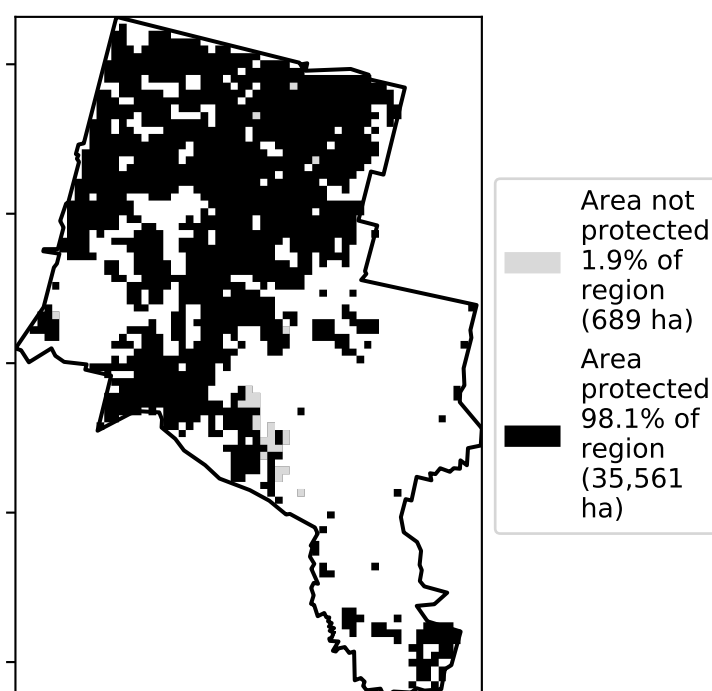 Area not
protected
1.9% of
region
(689 ha)
Area
protected
98.1% of
region
(35,561
ha)